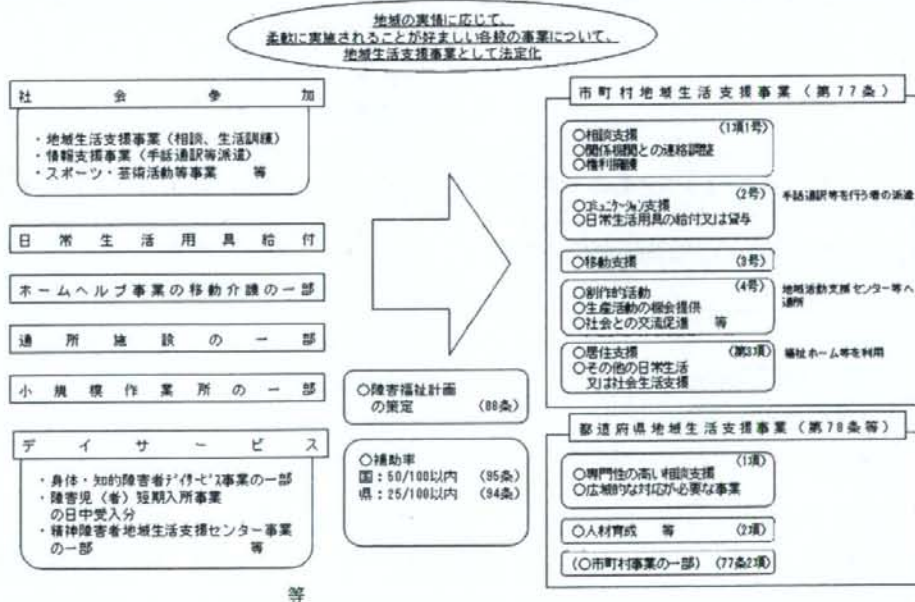 地域の実情に応じて、
柔軟に実施されることが好ましい各般の事業について、
地域生活支援事業として法定化
社会参加
・地域生活支援事業(相談、生活訓練)
・情報支援事業(手話通訳等派遣)
・スポーツ・芸術活動等事業 等
日常生活用具給付
ホームヘルプ事業の移動介護の一部
通所施設の一部
小規模作業所の一部
デイサービス
・身体・知的障害者デイサービス事業の一部
・障害児(者)短期入所事業
の日中受入分
・精神障害者地域生活支援センター事業
の一部 等
等
○障害福祉計画
の策定 (88条)
○補助率
国:50/100以内 (95条)
県:25/100以内 (94条)
市町村地域生活支援事業(第77条)
(1項1号)
○相談支援
○関係機関との連絡調整
○権利擁護
(2号)
○コミュニケーション支援
○日常生活用具の給付又は貸与
手話通訳等を行う者の派遣
○移動支援 (3号)
(4号)
○創作的活動
○生産活動の機会提供
○社会との交流促進 等
地域活動支援センター等へ
通所
○居住支援 (第3項)
○その他の日常生活
又は社会生活支援
福祉ホーム等を利用
都道府県地域生活支援事業(第78条等)
(1項)
○専門性の高い相談支援
○広域的な対応が必要な事業
○人材育成 等 (2項)
(○市町村事業の一部) (77条2項)